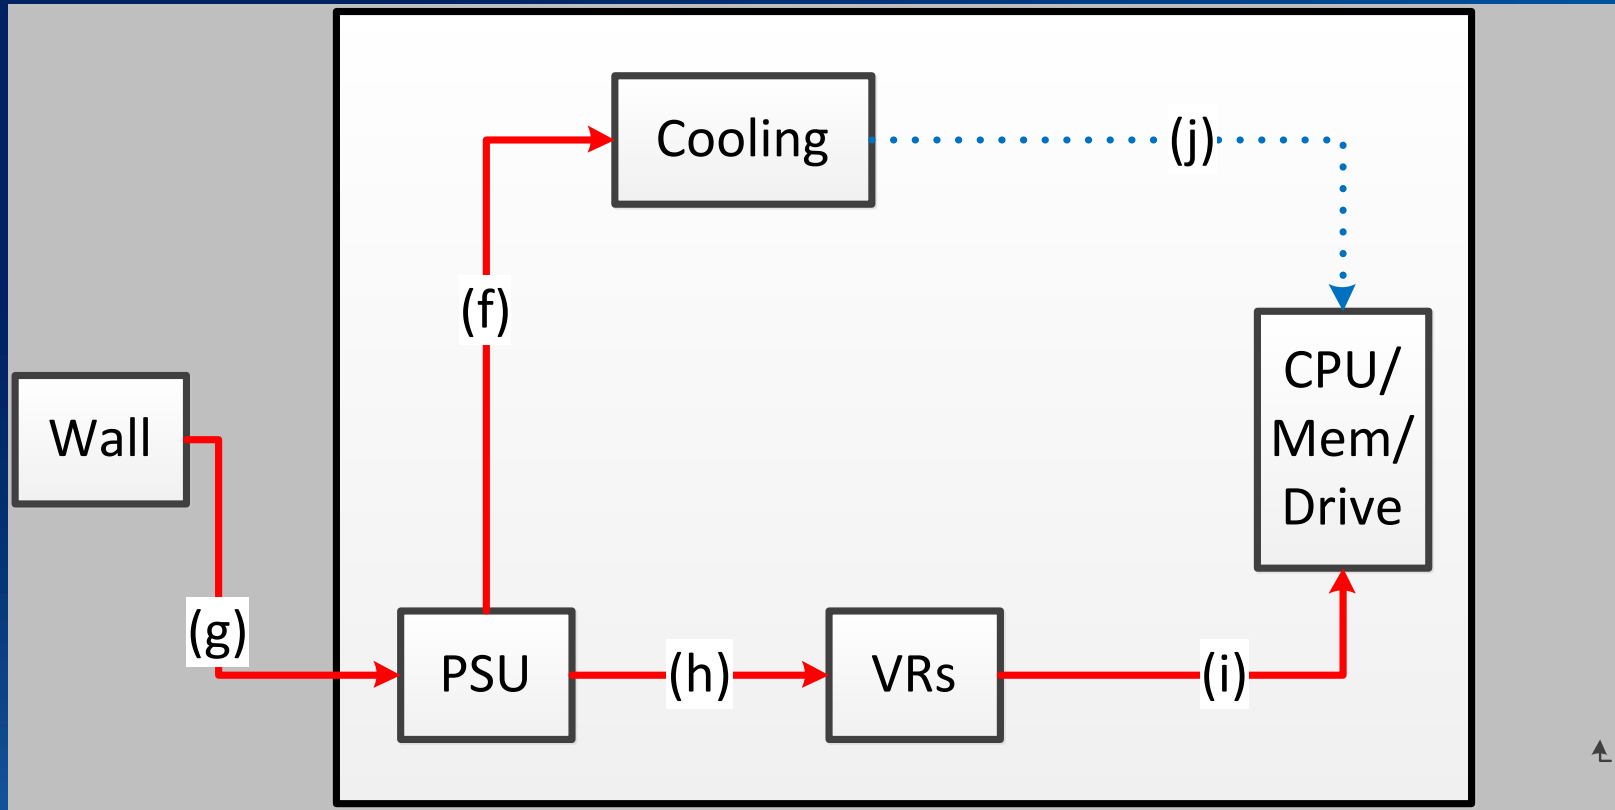 Cooling
(j)
(f)
CPU/
Mem/
Drive
Wall
(g)
PSU
(h)
VRs
(i)